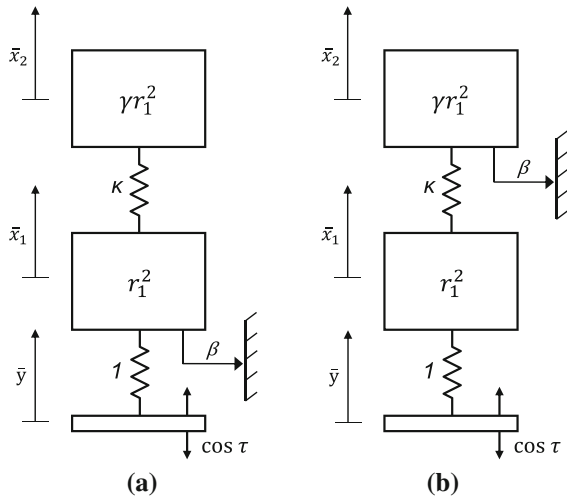 x̄₂
γr₁²
κ
x̄₁
r₁²
β
ȳ
1
cos τ
(a)
x̄₂
γr₁²
β
κ
x̄₁
r₁²
ȳ
1
cos τ
(b)